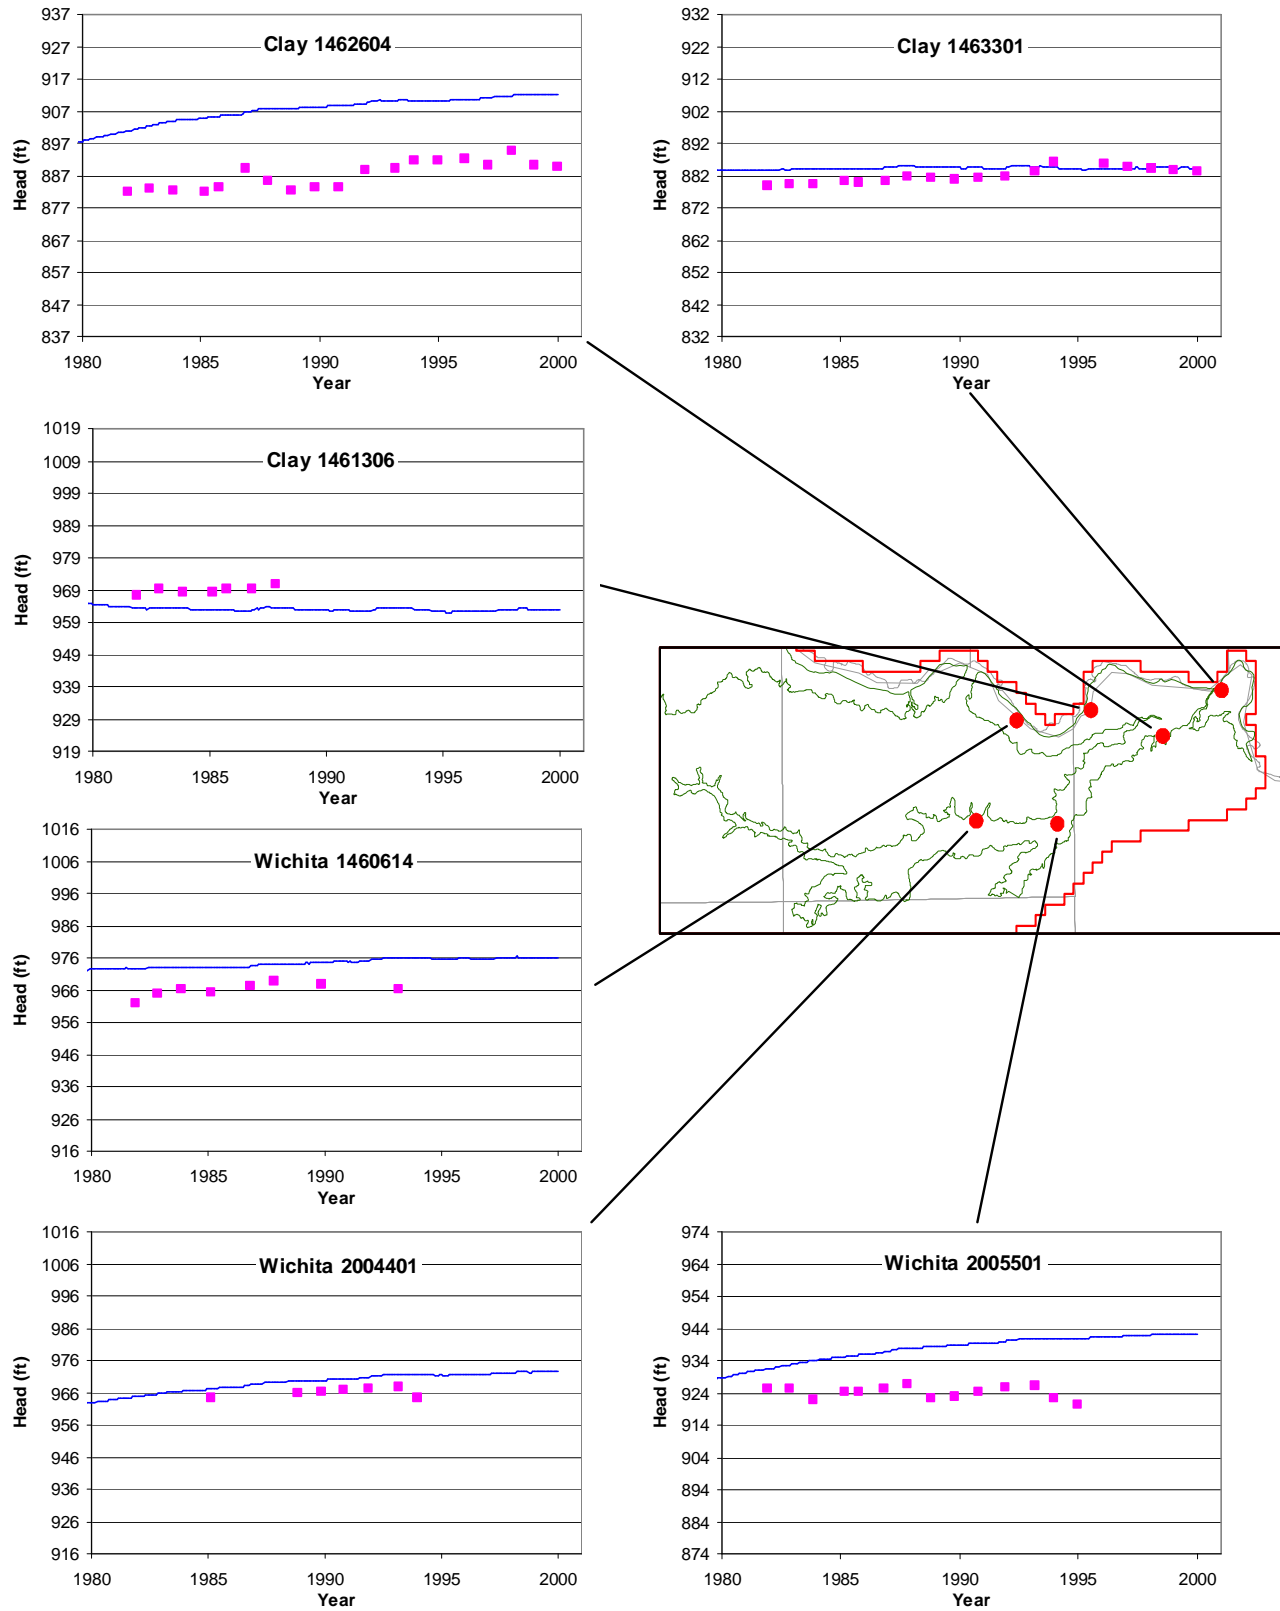 Clay 1462604
Head (ft)
937
927
917
907
897
887
877
867
857
847
837
1980 1985 1990 1995 2000
Year
Clay 1463301
Head (ft)
932
922
912
902
892
882
872
862
852
842
832
1980 1985 1990 1995 2000
Year
Clay 1461306
Head (ft)
1019
1009
999
989
979
969
959
949
939
929
919
1980 1985 1990 1995 2000
Year
Wichita 1460614
Head (ft)
1016
1006
996
986
976
966
956
946
936
926
916
1980 1985 1990 1995 2000
Year
Wichita 2004401
Head (ft)
1016
1006
996
986
976
966
956
946
936
926
916
1980 1985 1990 1995 2000
Year
Wichita 2005501
Head (ft)
974
964
954
944
934
924
914
904
894
884
874
1980 1985 1990 1995 2000
Year